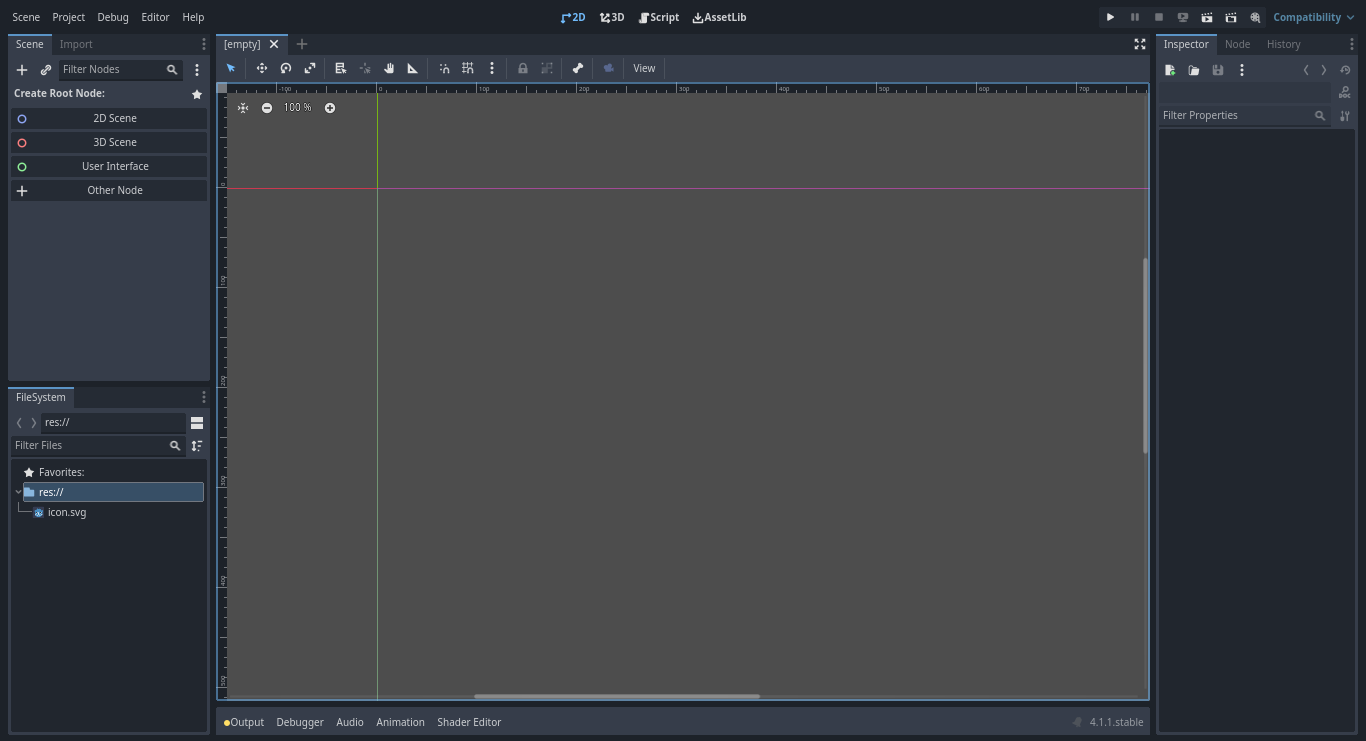 Scene Project Debug Editor Help
2D 3D Script AssetLib
Compatibility
Scene Import
Filter Nodes
Create Root Node:
2D Scene
3D Scene
User Interface
Other Node
FileSystem
res://
Filter Files
Favorites:
res://
icon.svg
[empty]
View
-100 0 100 200 300 400 500 600 700
100 %
0
100
200
300
400
500
Output Debugger Audio Animation Shader Editor
4.1.1.stable
Inspector Node History
DOC
Filter Properties